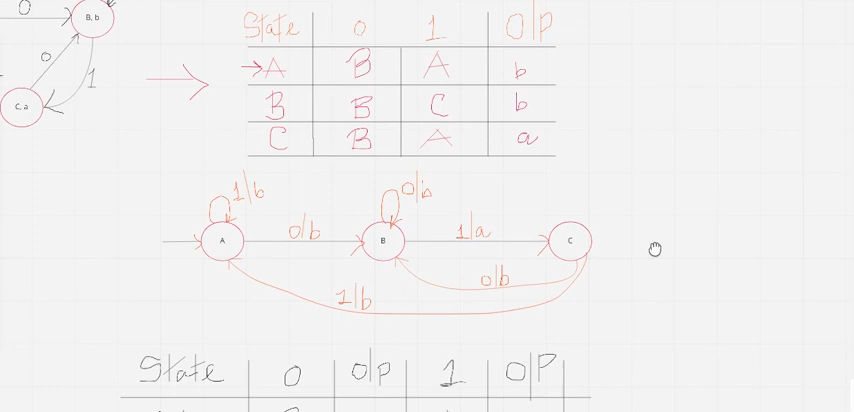 0
B, b
0
1
C, a
State 0 1 O|P
A B A b
B B C b
C B A a
1|b
0|b
A
0|b
B
1|a
C
0|b
1|b
State 0 O|P 1 O|P